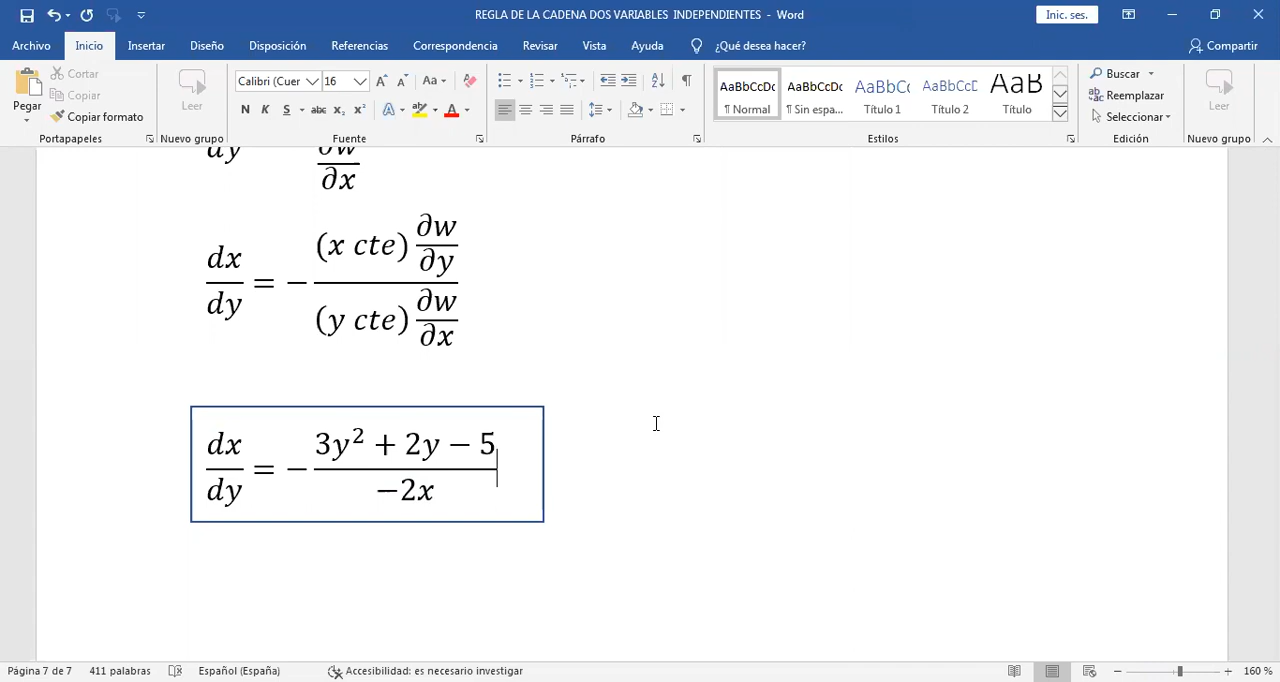 REGLA DE LA CADENA DOS VARIABLES INDEPENDIENTES - Word
Inic. ses.
Archivo Inicio Insertar Diseño Disposición Referencias Correspondencia Revisar Vista Ayuda ¿Qué desea hacer? Compartir
Pegar
Cortar
Copiar
Copiar formato
Portapapeles
Leer
Nuevo grupo
Calibri (Cuer 16 A A Aa
N K S abc x₂ x² A A
Fuente
Párrafo
AaBbCcDc AaBbCcDc AaBbCc AaBbCcD AaB
¶ Normal ¶ Sin espa... Título 1 Título 2 Título
Estilos
Buscar
Reemplazar
Seleccionar
Edición
Leer
Nuevo grupo
dy ∂w
∂x
dx/dy = − (x cte) ∂w/∂y
(y cte) ∂w/∂x
dx/dy = − 3y² + 2y − 5
−2x
Página 7 de 7 411 palabras Español (España) Accesibilidad: es necesario investigar 160 %